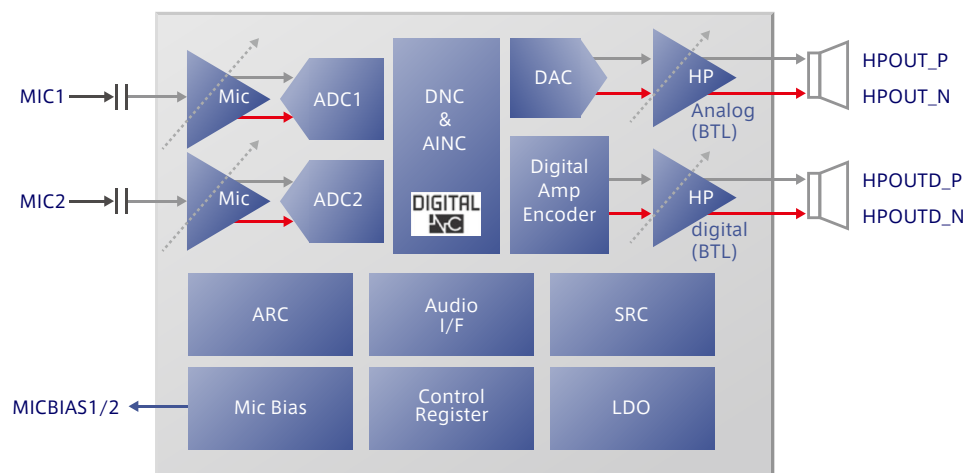 MIC1
Mic
ADC1
DNC
&
AINC
DIGITAL
NC
DAC
HP
Analog
(BTL)
HPOUT_P
HPOUT_N
MIC2
Mic
ADC2
Digital
Amp
Encoder
HP
digital
(BTL)
HPOUTD_P
HPOUTD_N
ARC
Audio
I/F
SRC
MICBIAS1/2
Mic Bias
Control
Register
LDO